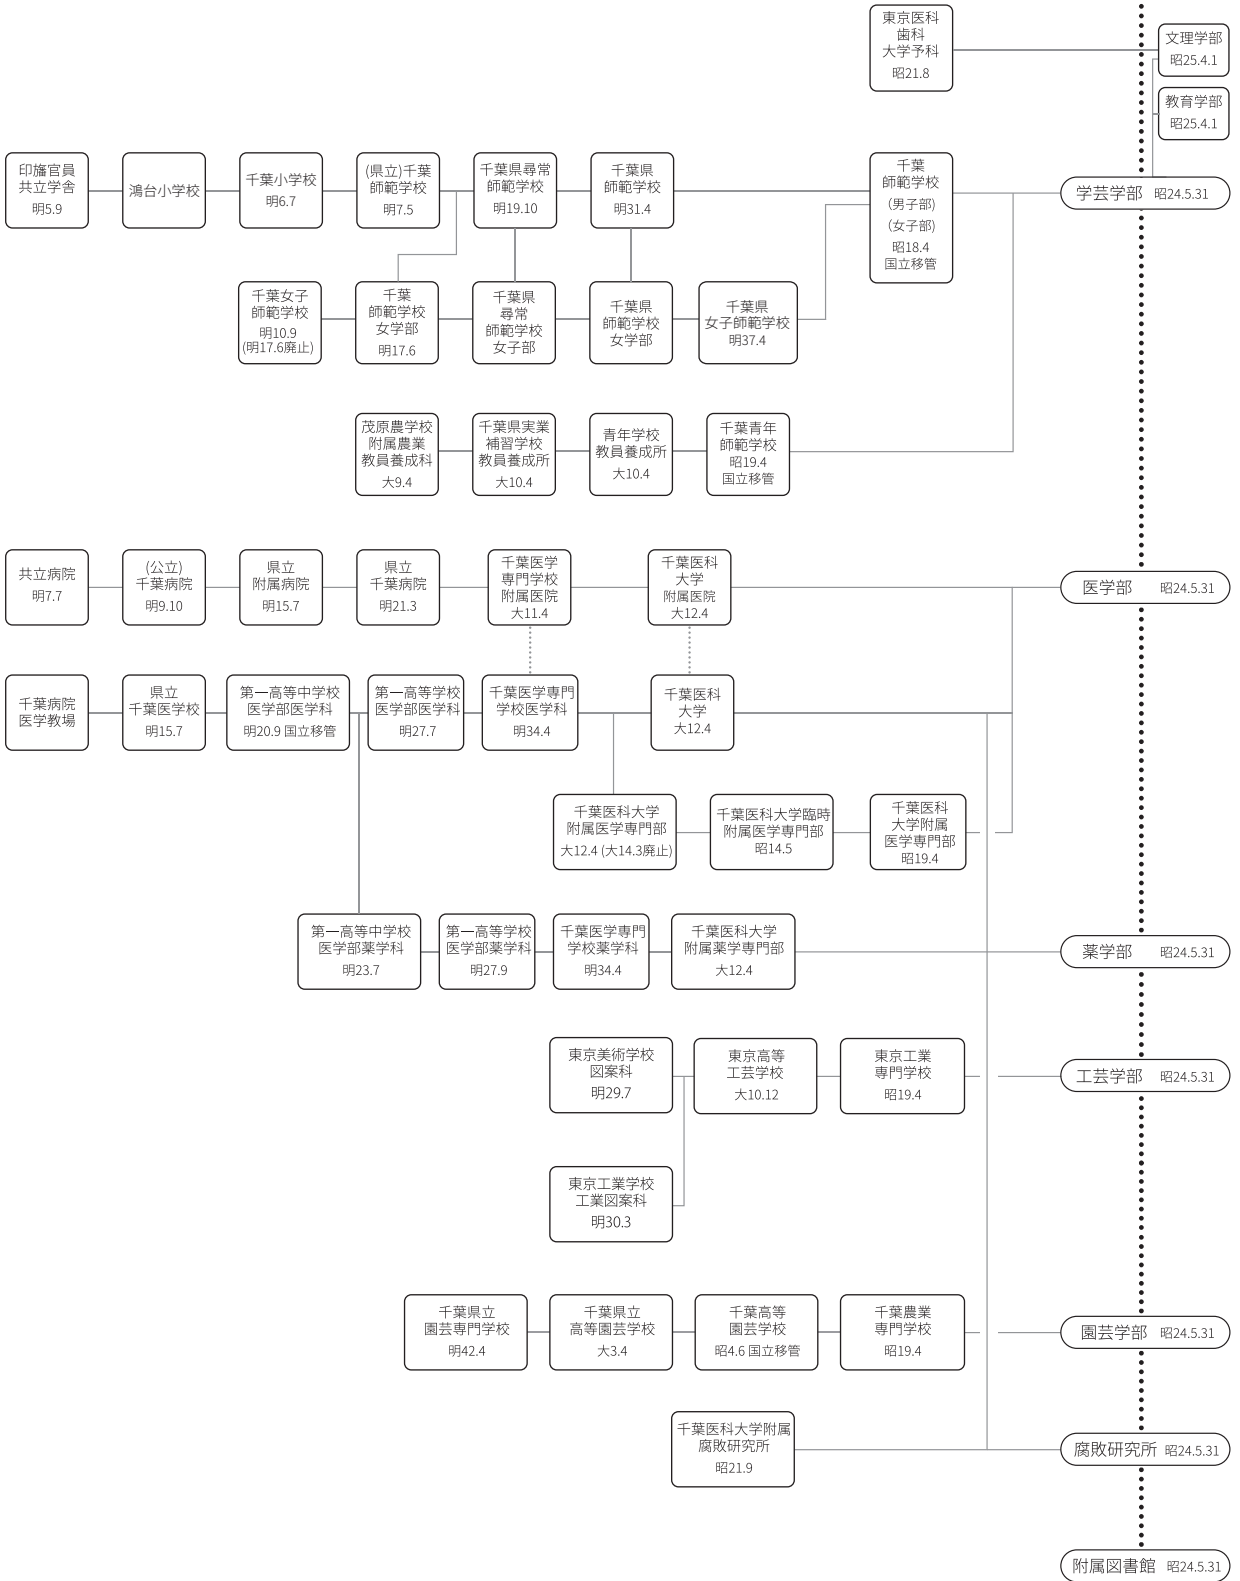 東京医科
歯科
大学予科
昭21.8
文理学部
昭25.4.1
教育学部
昭25.4.1
印旛官員
共立学舎
明5.9
鴻台小学校
千葉小学校
明6.7
(県立)千葉
師範学校
明7.5
千葉県尋常
師範学校
明19.10
千葉県
師範学校
明31.4
千葉
師範学校
(男子部)
(女子部)
昭18.4
国立移管
学芸学部 昭24.5.31
千葉女子
師範学校
明10.9
(明17.6廃止)
千葉
師範学校
女学部
明17.6
千葉県
尋常
師範学校
女子部
千葉県
師範学校
女学部
千葉県
女子師範学校
明37.4
茂原農学校
附属農業
教員養成科
大9.4
千葉県実業
補習学校
教員養成所
大10.4
青年学校
教員養成所
大10.4
千葉青年
師範学校
昭19.4
国立移管
共立病院
明7.7
(公立)
千葉病院
明9.10
県立
附属病院
明15.7
県立
千葉病院
明21.3
千葉医学
専門学校
附属医院
大11.4
千葉医科
大学
附属医院
大12.4
医学部 昭24.5.31
千葉病院
医学教場
県立
千葉医学校
明15.7
第一高等中学校
医学部医学科
明20.9 国立移管
第一高等学校
医学部医学科
明27.7
千葉医学専門
学校医学科
明34.4
千葉医科
大学
大12.4
千葉医科大学
附属医学専門部
大12.4 (大14.3廃止)
千葉医科大学臨時
附属医学専門部
昭14.5
千葉医科
大学附属
医学専門部
昭19.4
第一高等中学校
医学部薬学科
明23.7
第一高等学校
医学部薬学科
明27.9
千葉医学専門
学校薬学科
明34.4
千葉医科大学
附属薬学専門部
大12.4
薬学部 昭24.5.31
東京美術学校
図案科
明29.7
東京高等
工芸学校
大10.12
東京工業
専門学校
昭19.4
工芸学部 昭24.5.31
東京工業学校
工業図案科
明30.3
千葉県立
園芸専門学校
明42.4
千葉県立
高等園芸学校
大3.4
千葉高等
園芸学校
昭4.6 国立移管
千葉農業
専門学校
昭19.4
園芸学部 昭24.5.31
千葉医科大学附属
腐敗研究所
昭21.9
腐敗研究所 昭24.5.31
附属図書館 昭24.5.31